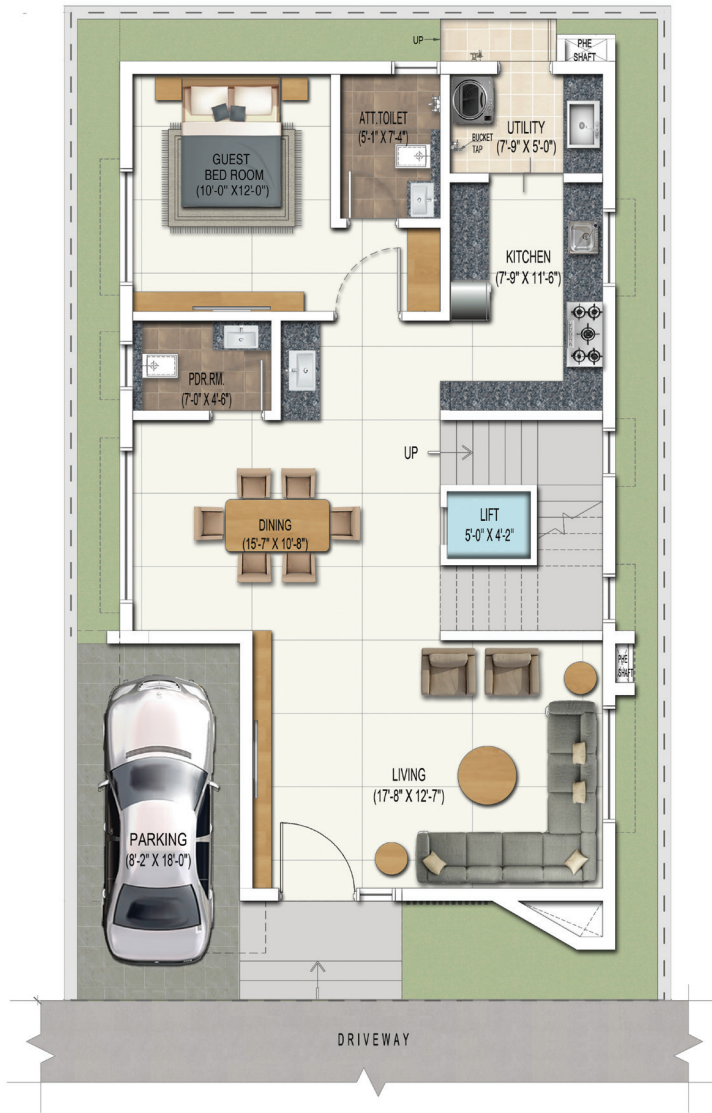 UP
PHE
SHAFT
ATT.TOILET
(5'-1" X 7'-4")
UTILITY
(7'-9" X 5'-0")
BUCKET
TAP
GUEST
BED ROOM
(10'-0" X12'-0")
KITCHEN
(7'-9" X 11'-6")
PDR.RM.
(7'-0" X 4'-6")
UP
LIFT
5'-0" X 4'-2"
DINING
(15'-7" X 10'-8")
PHE
SHAFT
LIVING
(17'-8" X 12'-7")
PARKING
(8'-2" X 18'-0")
DRIVEWAY